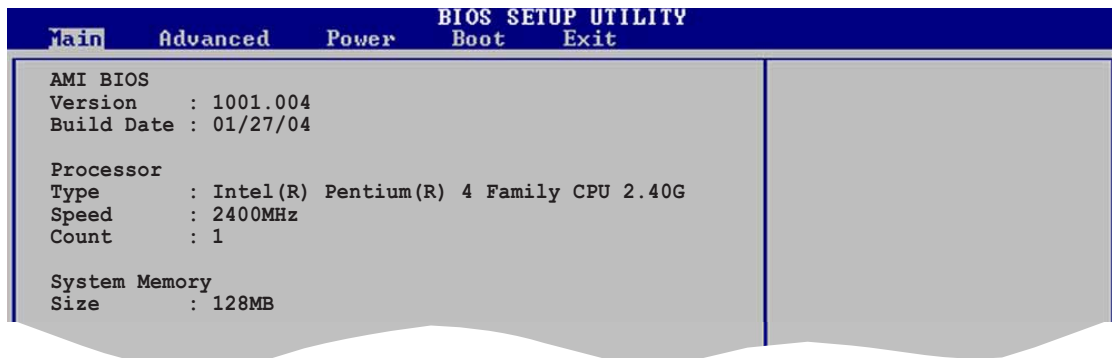 BIOS SETUP UTILITY
Main Advanced Power Boot Exit
AMI BIOS
Version : 1001.004
Build Date : 01/27/04
Processor
Type : Intel(R) Pentium(R) 4 Family CPU 2.40G
Speed : 2400MHz
Count : 1
System Memory
Size : 128MB